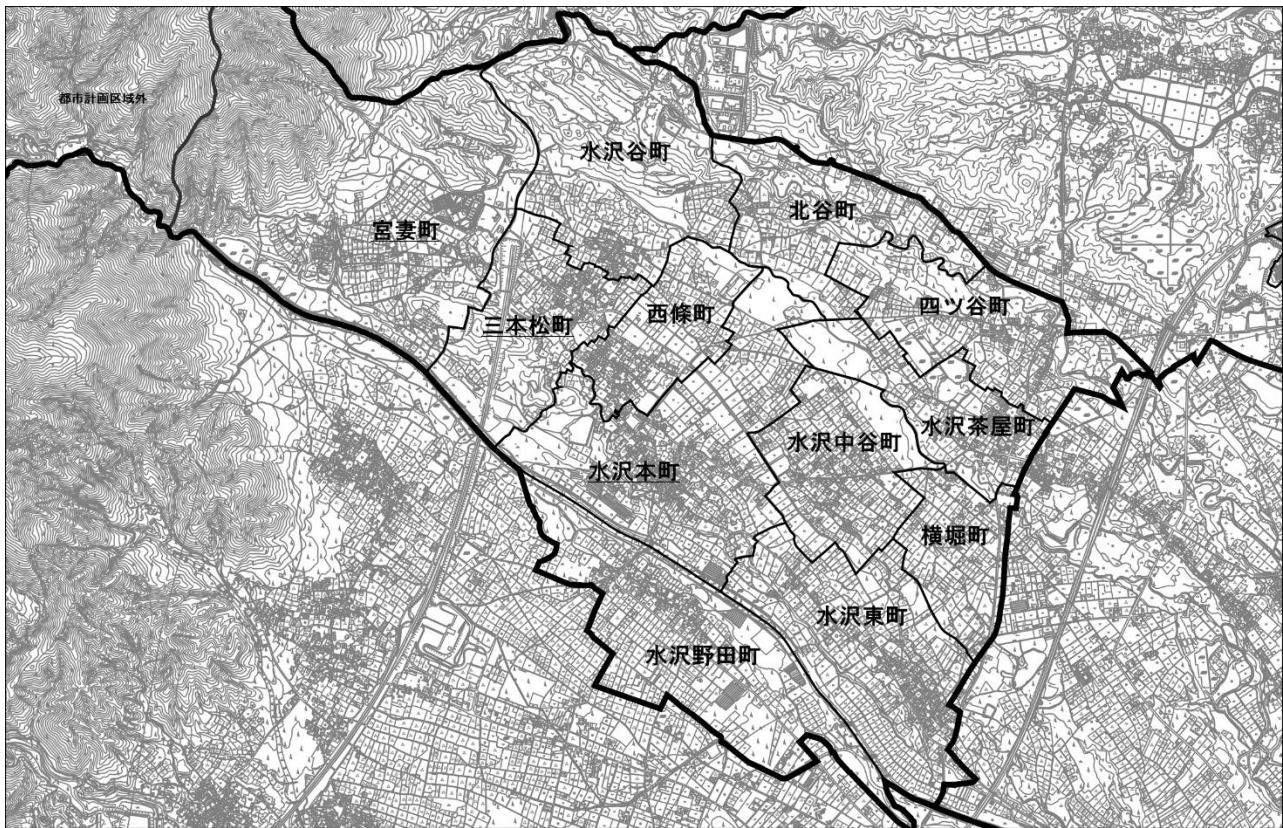 都市計画区域外
水沢谷町
北谷町
宮妻町
四ツ谷町
西條町
三本松町
水沢茶屋町
水沢中谷町
水沢本町
横堀町
水沢東町
水沢野田町